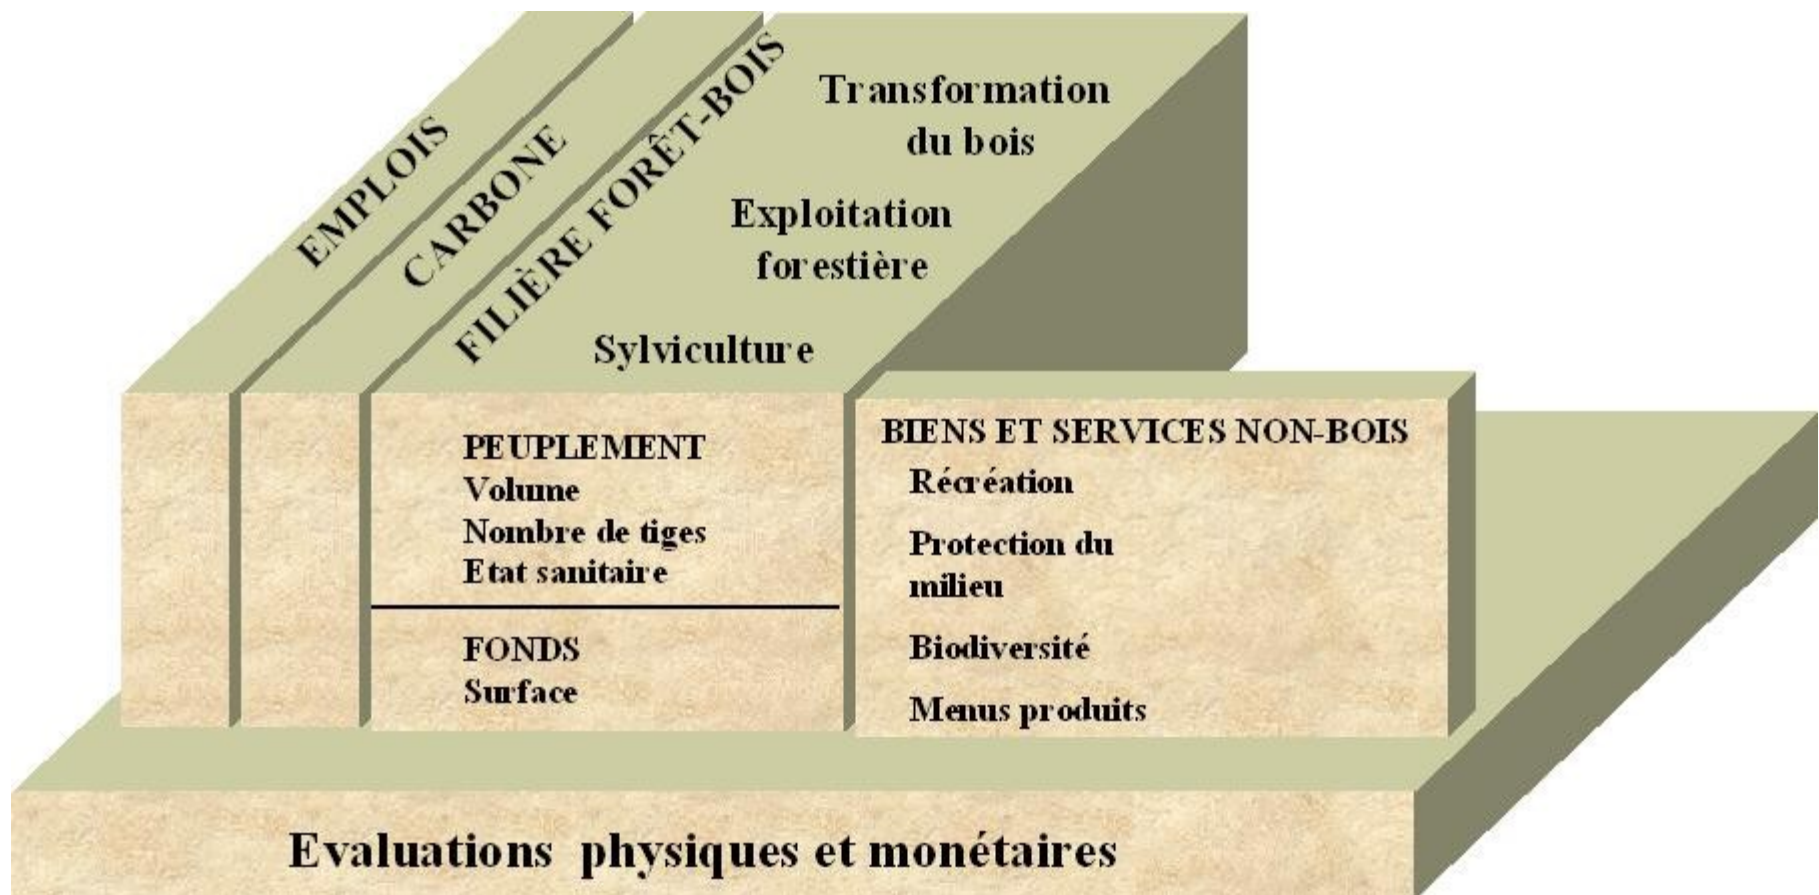 EMPLOIS
CARBONE
FILIÈRE FORÊT-BOIS
Transformation
du bois
Exploitation
forestière
Sylviculture
PEUPLEMENT
Volume
Nombre de tiges
Etat sanitaire
FONDS
Surface
BIENS ET SERVICES NON-BOIS
Récréation
Protection du
milieu
Biodiversité
Menus produits
Evaluations physiques et monétaires